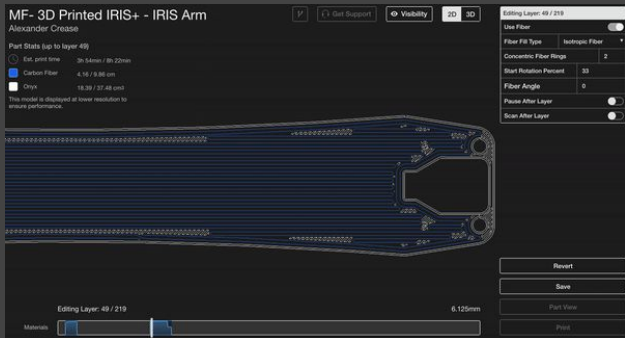 MF- 3D Printed IRIS+ - IRIS Arm
Alexander Crease
Part Stats (up to layer 49)
Est. print time 3h 54min / 8h 22min
Carbon Fiber 4.16 / 9.96 cm
Onyx 18.39 / 37.48 cm
This model is displayed at lower resolution to
ensure performance.
Get Support
Visibility
2D 3D
Editing Layer: 49 / 219
Use Fiber
Fiber Fill Type Isotropic Fiber
Concentric Fiber Rings 2
Start Rotation Percent 33
Fiber Angle 0
Pause After Layer
Scan After Layer
Revert
Save
Part View
Print
Editing Layer: 49 / 219 6.125mm
Materials